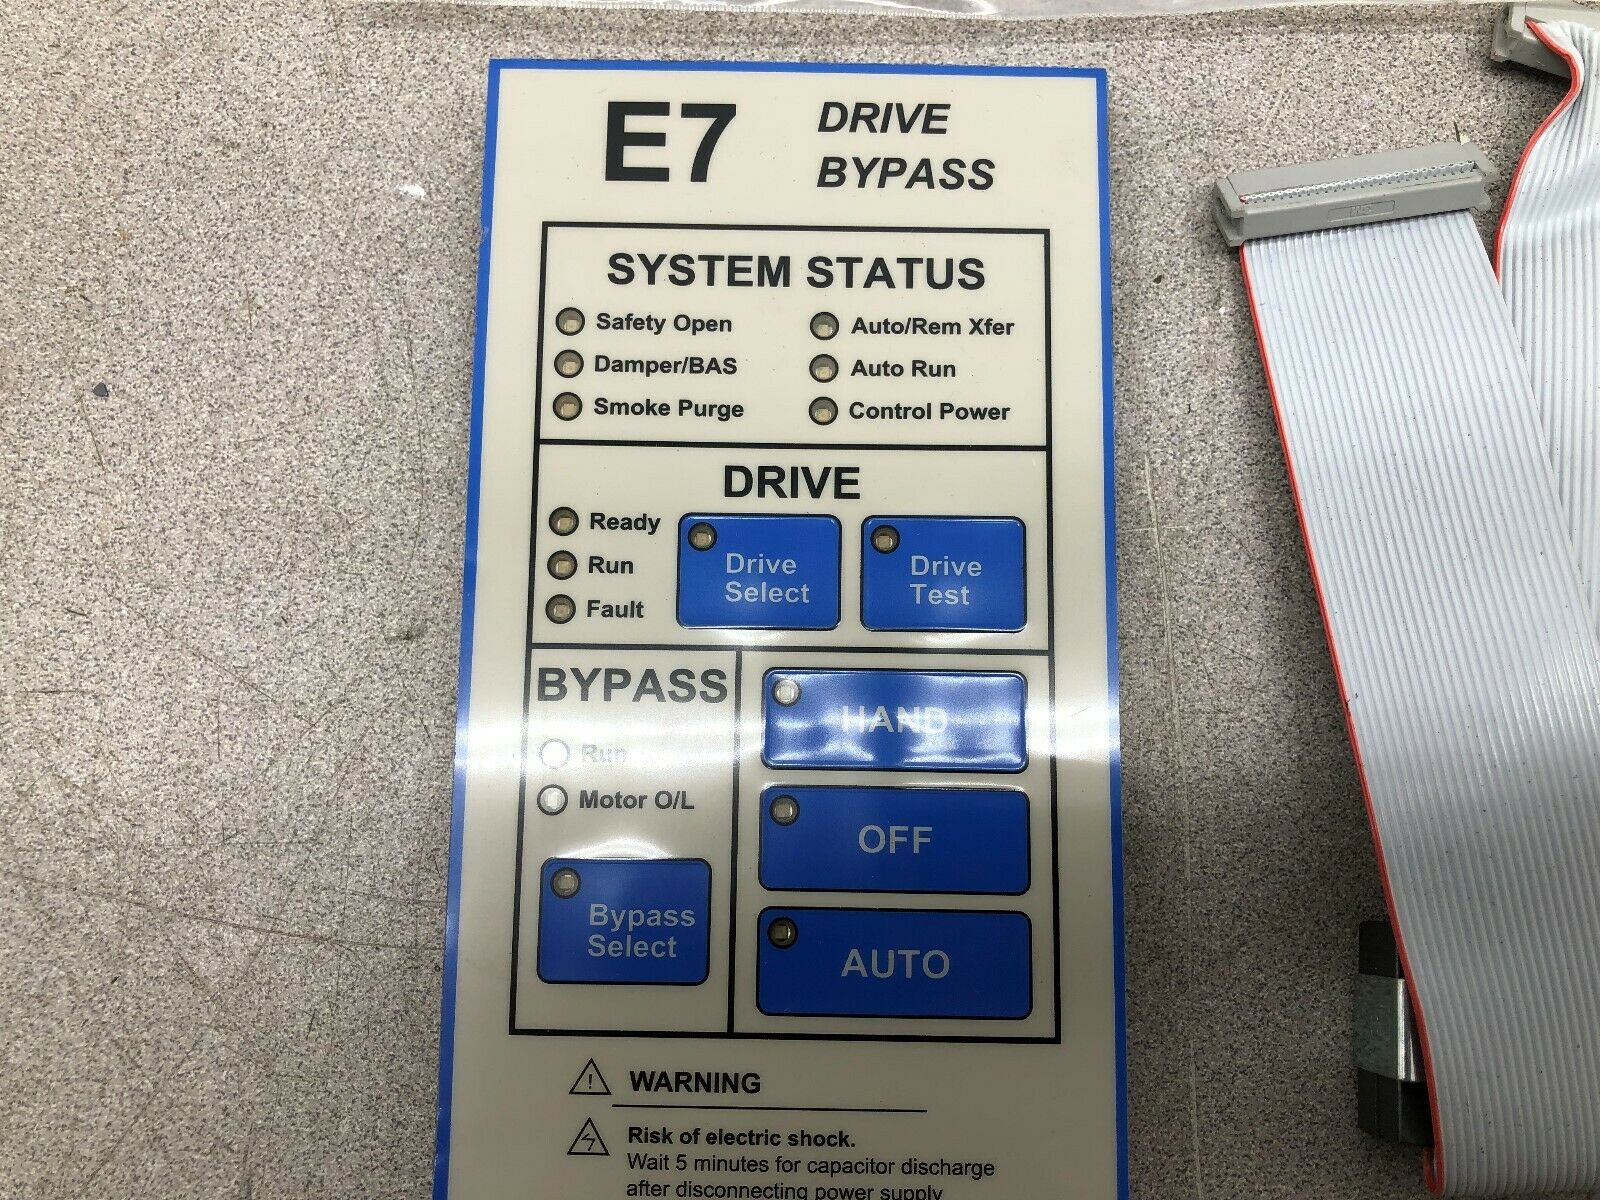 E7
DRIVE
BYPASS
SYSTEM STATUS
Safety Open
Auto/Rem Xfer
Damper/BAS
Auto Run
Smoke Purge
Control Power
DRIVE
Ready
Run
Fault
Drive
Select
Drive
Test
BYPASS
Run
Motor O/L
Bypass
Select
HAND
OFF
AUTO
WARNING
Risk of electric shock.
Wait 5 minutes for capacitor discharge
after disconnecting power supply